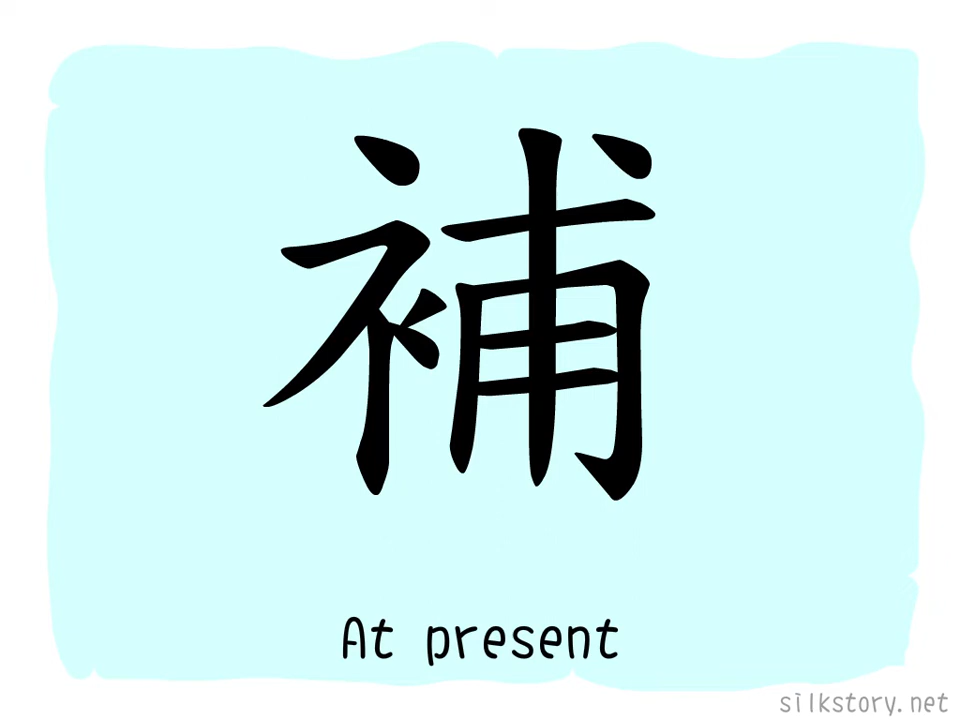 補
At present
silkstory.net